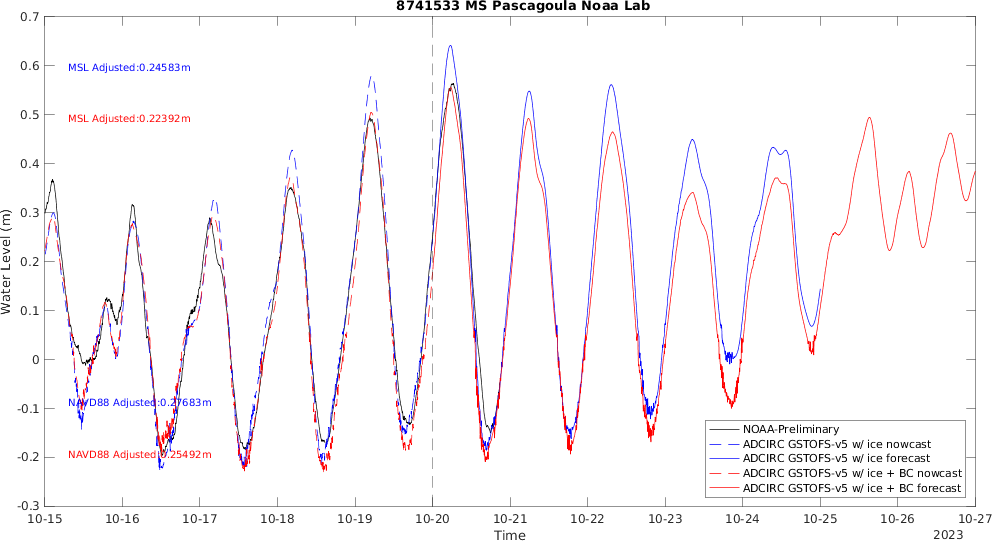 8741533 MS Pascagoula Noaa Lab
0.7
0.6
0.5
0.4
0.3
0.2
0.1
0
-0.1
-0.2
-0.3
Water Level (m)
MSL Adjusted:0.24583m
MSL Adjusted:0.22392m
NAVD88 Adjusted:0.27683m
NAVD88 Adjusted:0.25492m
NOAA-Preliminary
ADCIRC GSTOFS-v5 w/ ice nowcast
ADCIRC GSTOFS-v5 w/ ice forecast
ADCIRC GSTOFS-v5 w/ ice + BC nowcast
ADCIRC GSTOFS-v5 w/ ice + BC forecast
10-15 10-16 10-17 10-18 10-19 10-20 10-21 10-22 10-23 10-24 10-25 10-26 10-27
Time
2023